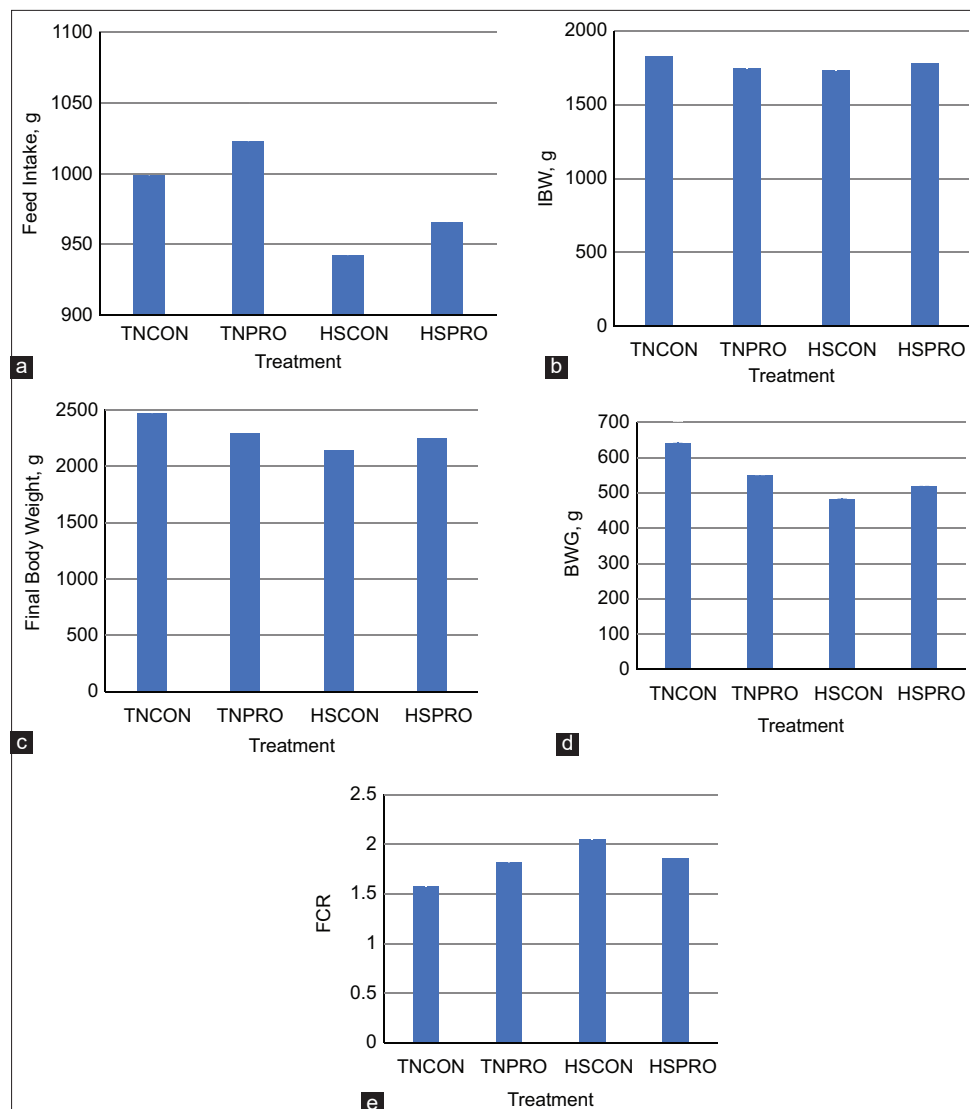 1100
1050
1000
950
900
Feed Intake, g
TNCON TNPRO HSCON HSPRO
Treatment
a
2000
1500
1000
500
0
IBW, g
TNCON TNPRO HSCON HSPRO
Treatment
b
2500
2000
1500
1000
500
0
Final Body Weight, g
TNCON TNPRO HSCON HSPRO
Treatment
c
700
600
500
400
300
200
100
0
BWG, g
TNCON TNPRO HSCON HSPRO
Treatment
d
2.5
2
1.5
1
0.5
0
FCR
TNCON TNPRO HSCON HSPRO
Treatment
e